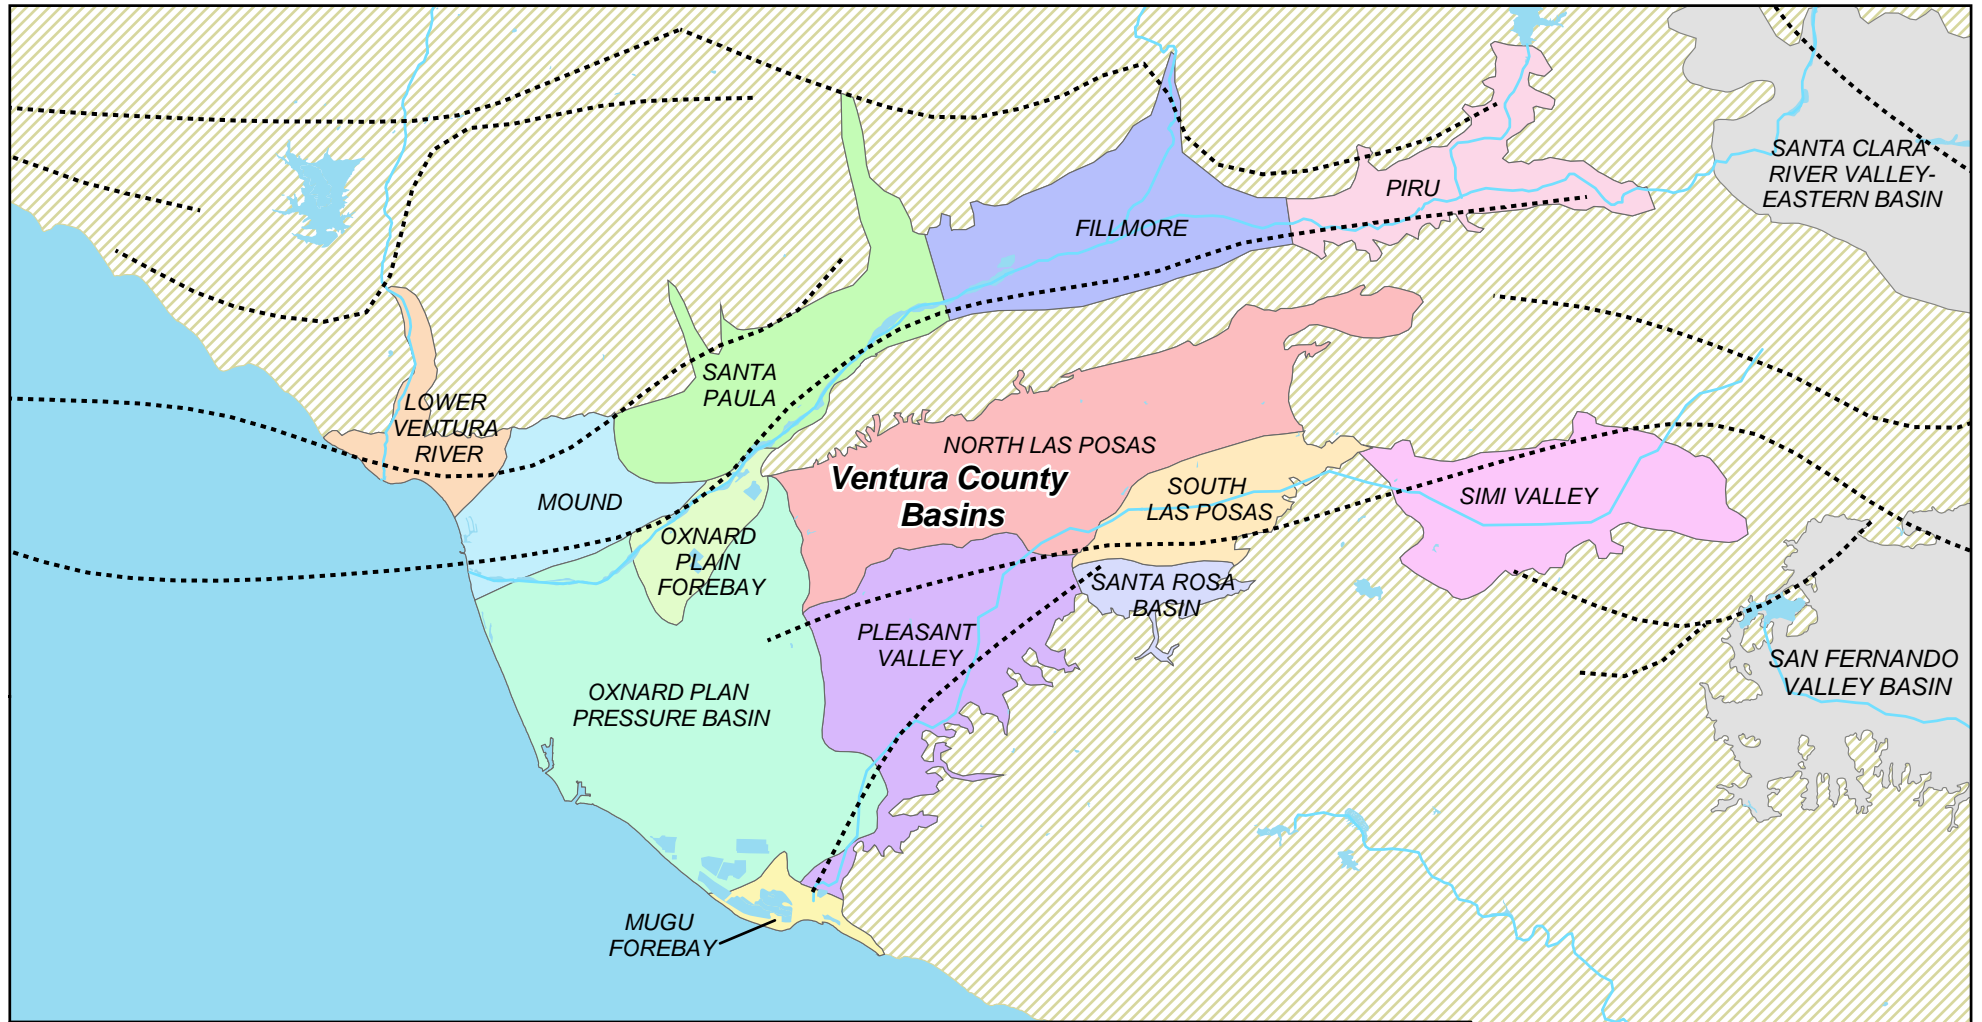 SANTA CLARA
RIVER VALLEY-
EASTERN BASIN
PIRU
FILLMORE
SANTA
PAULA
LOWER
VENTURA
RIVER
NORTH LAS POSAS
Ventura County
Basins
SOUTH
LAS POSAS
SIMI VALLEY
MOUND
OXNARD
PLAIN
FOREBAY
SANTA ROSA
BASIN
PLEASANT
VALLEY
SAN FERNANDO
VALLEY BASIN
OXNARD PLAN
PRESSURE BASIN
MUGU
FOREBAY